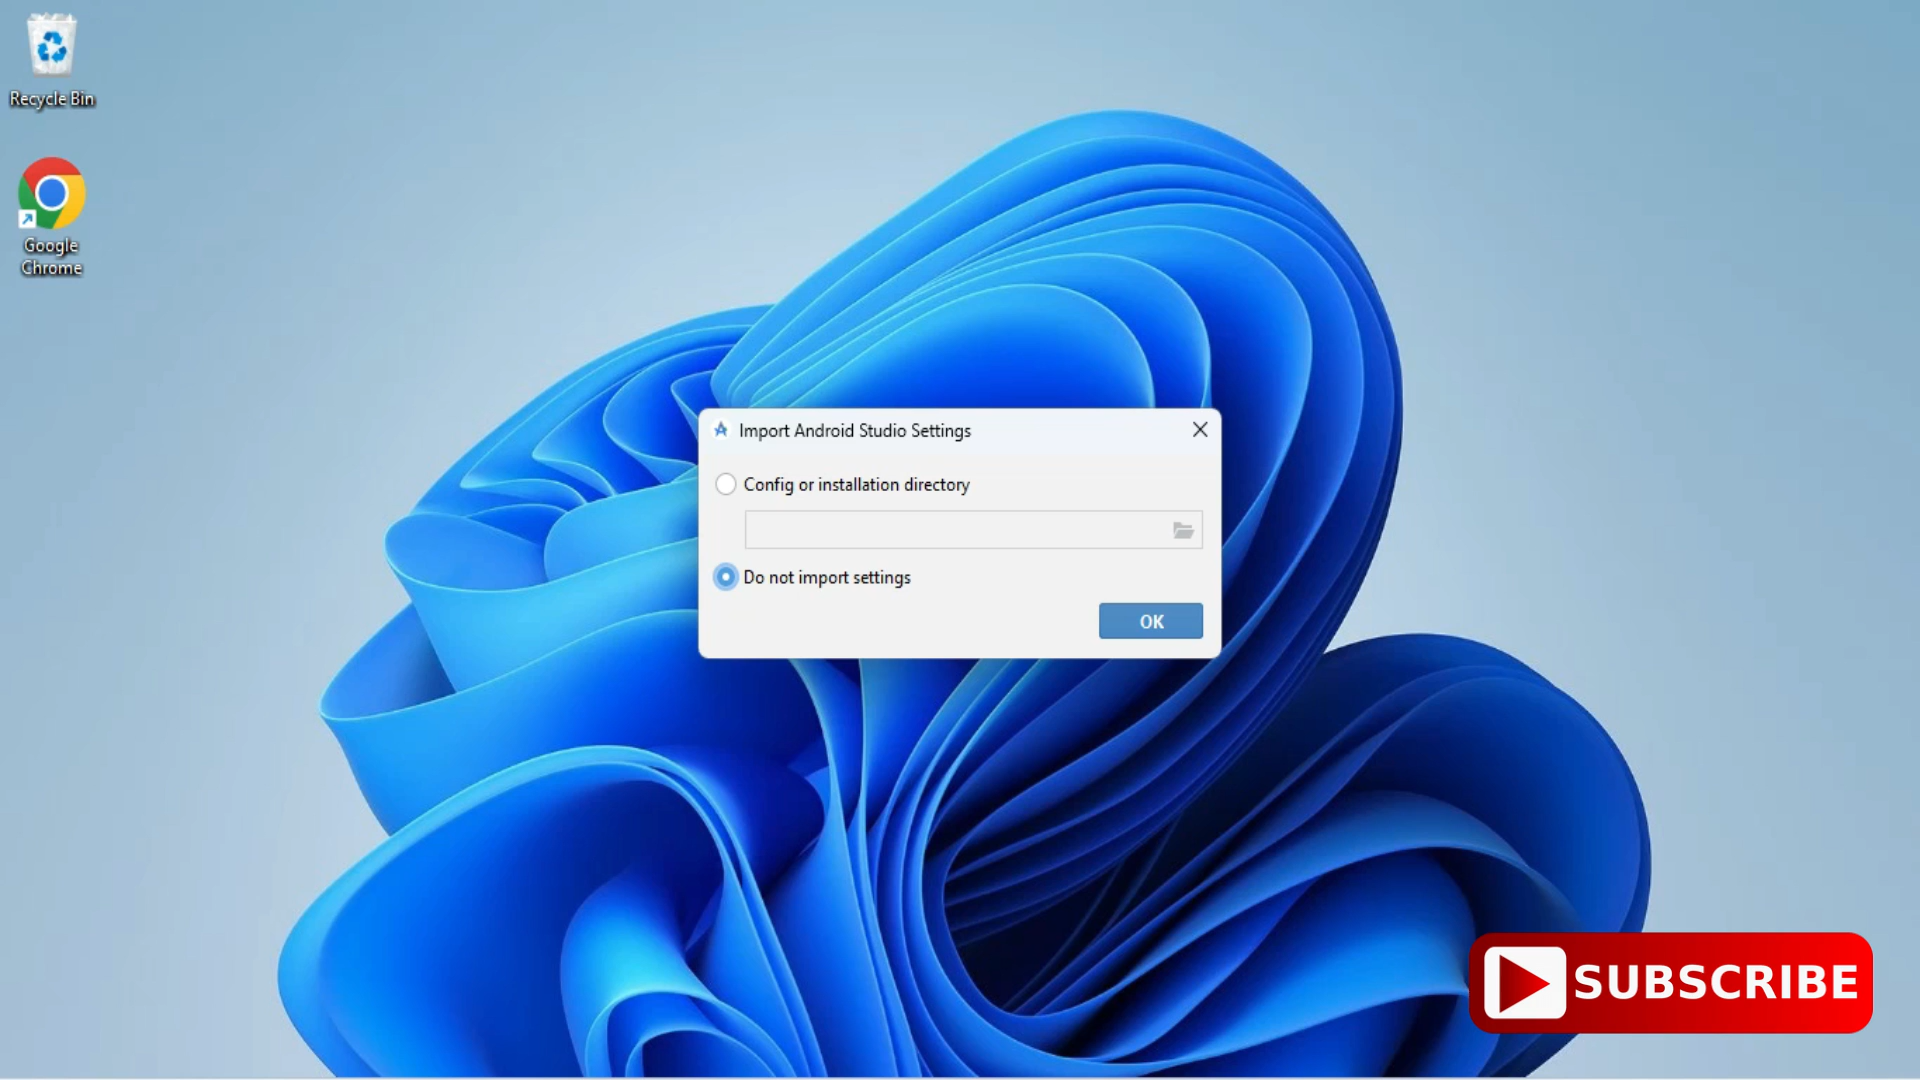 Recycle Bin
Google
Chrome
Import Android Studio Settings
Config or installation directory
Do not import settings
OK
SUBSCRIBE